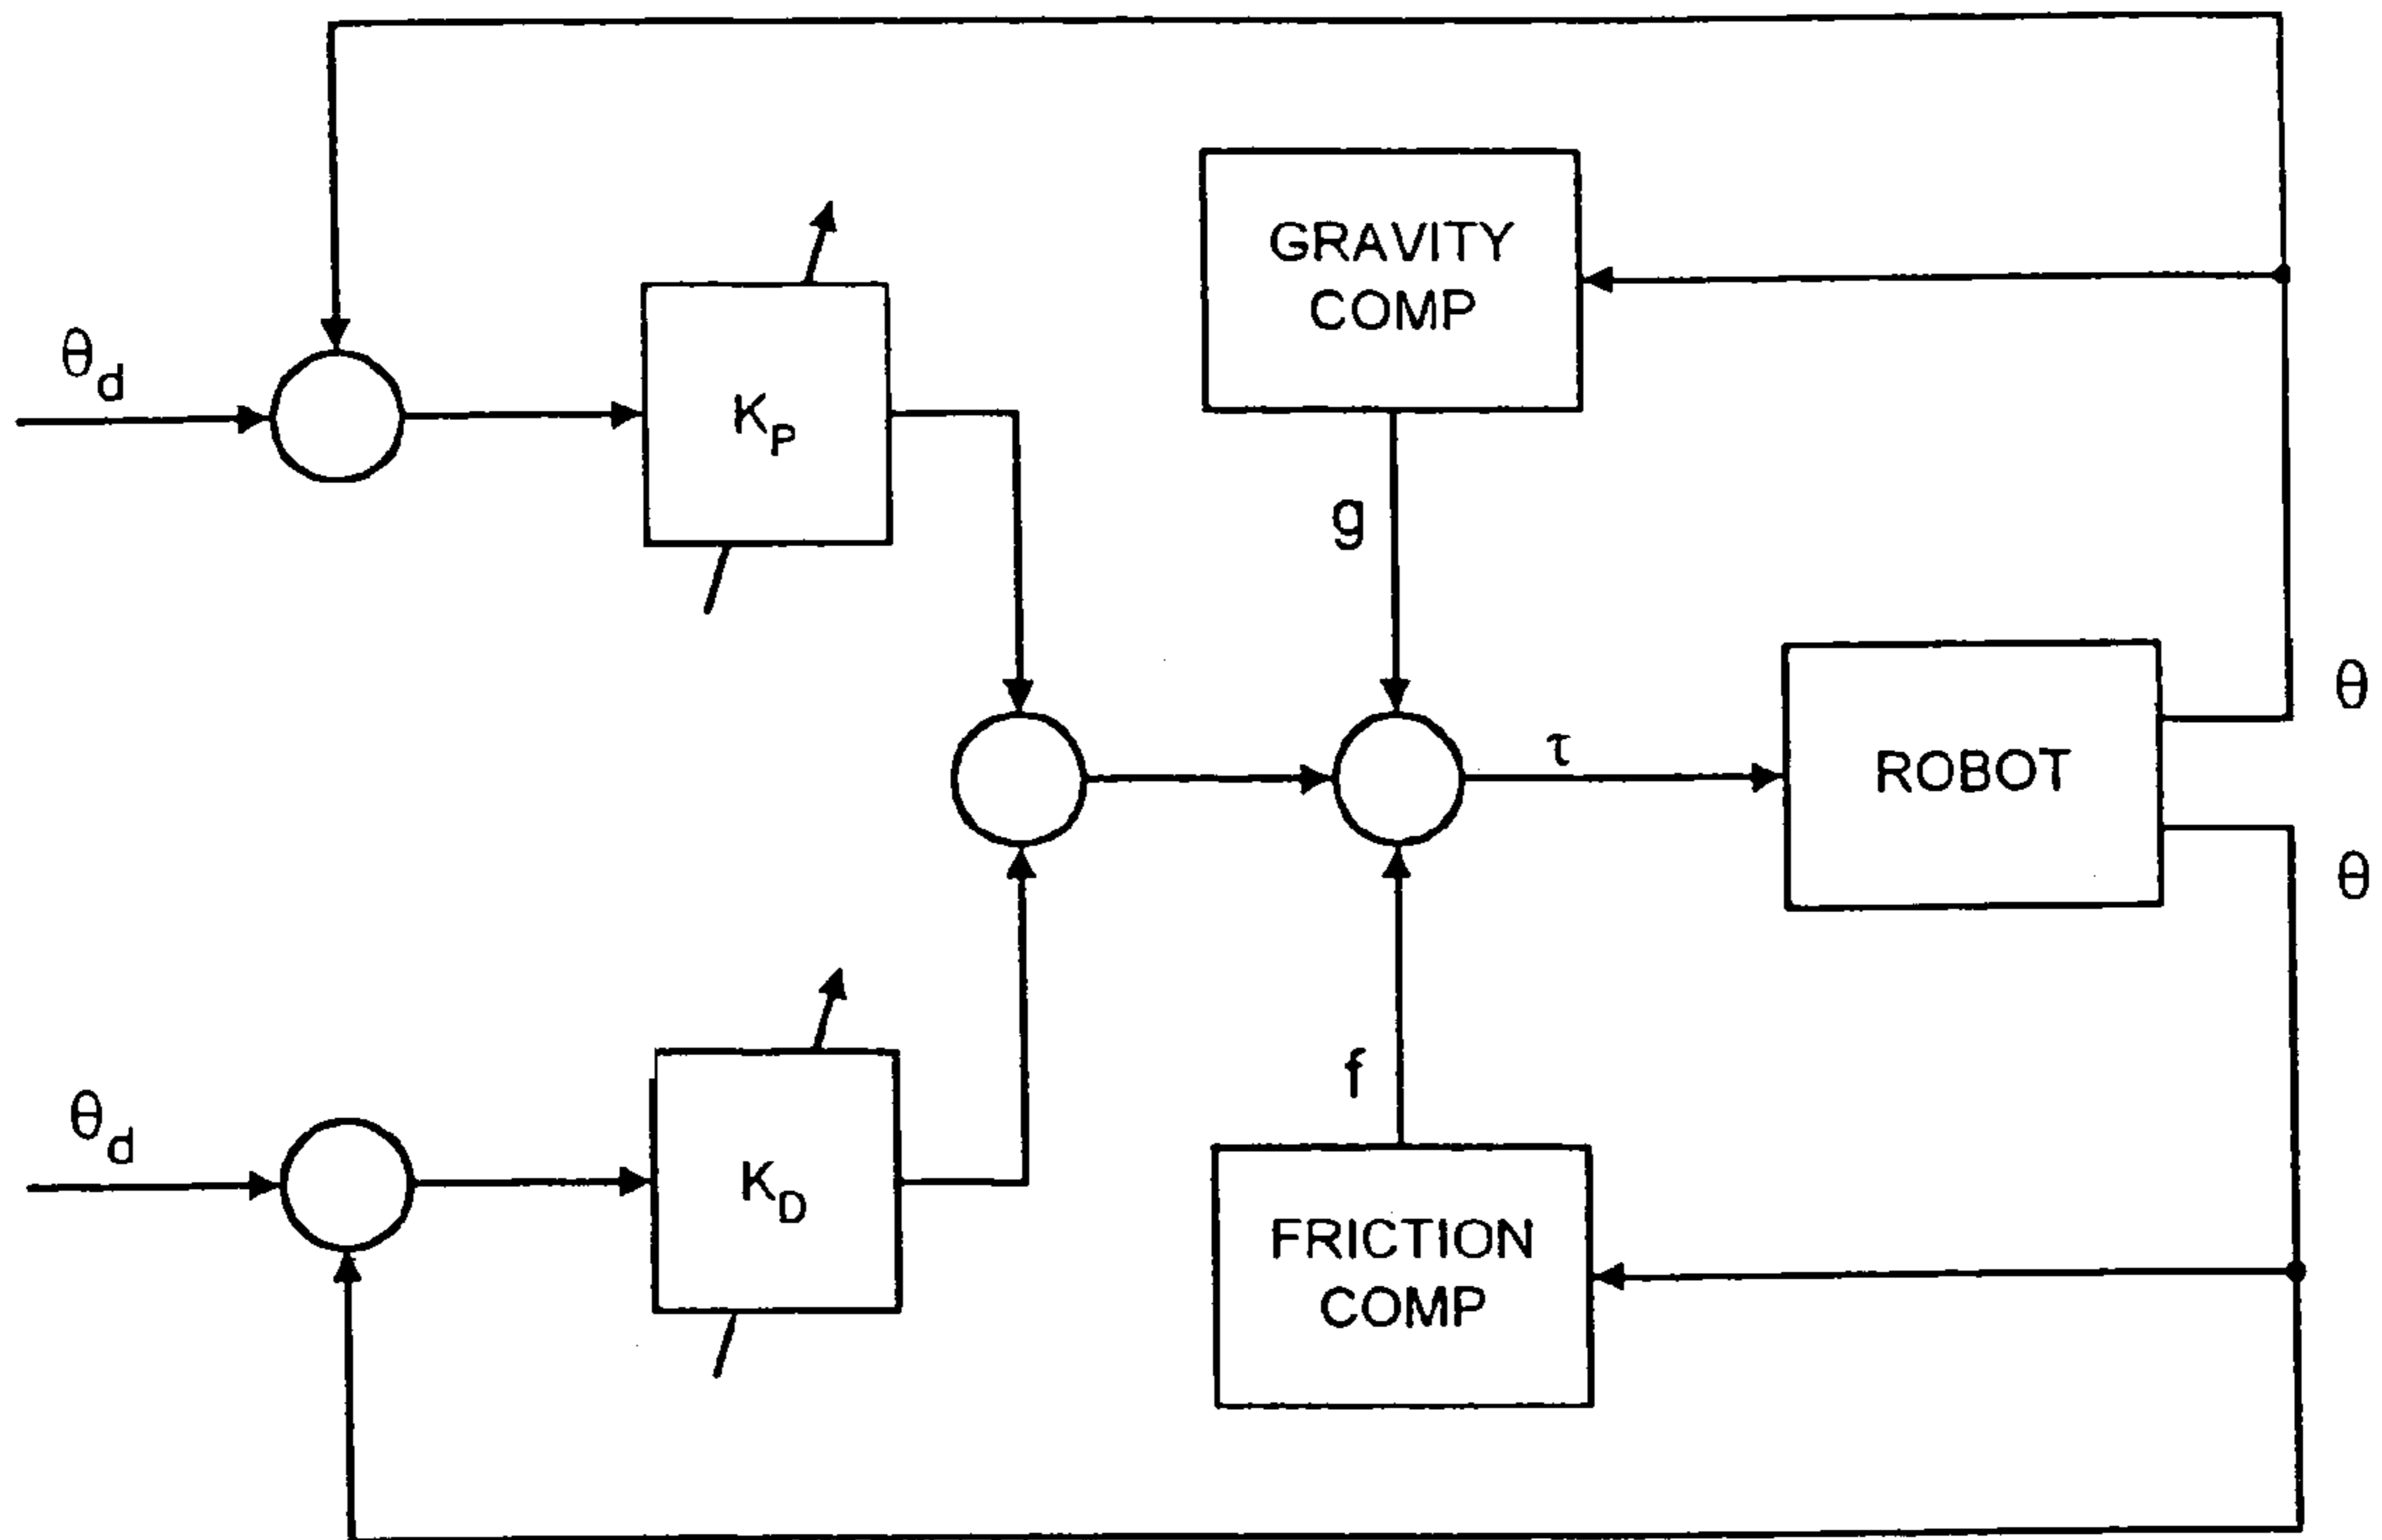 GRAVITY
COMP
θd
KP
g
θ
τ
ROBOT
θ
f
θd
KD
FRICTION
COMP